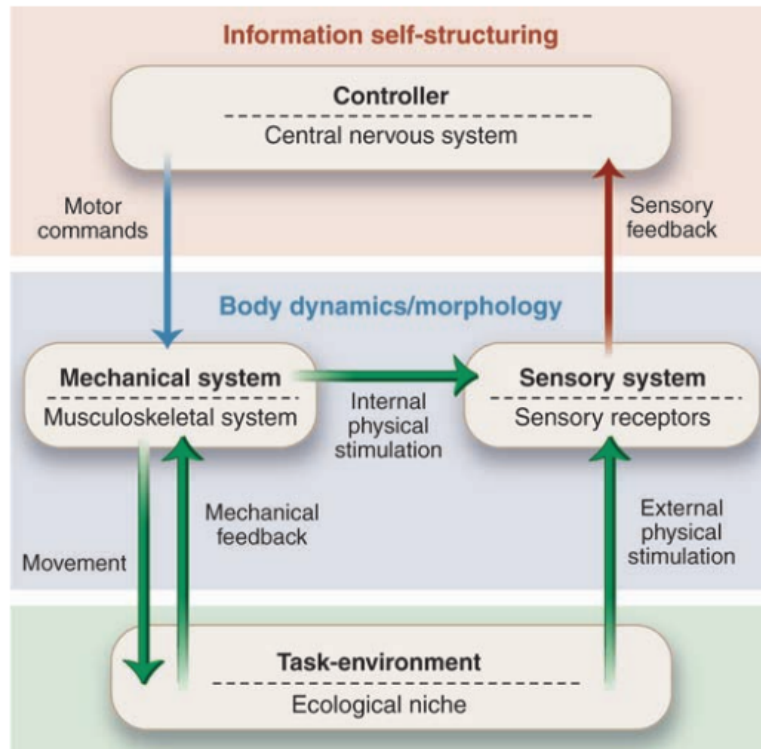 Information self-structuring
Controller
Central nervous system
Motor
commands
Sensory
feedback
Body dynamics/morphology
Mechanical system
Musculoskeletal system
Internal
physical
stimulation
Sensory system
Sensory receptors
Movement
Mechanical
feedback
External
physical
stimulation
Task-environment
Ecological niche